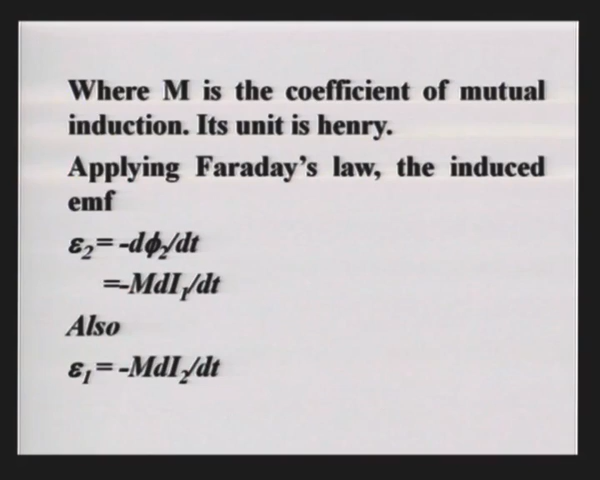 Where M is the coefficient of mutual
induction. Its unit is henry.
Applying Faraday's law, the induced
emf
ε₂= -dϕ₂/dt
=-MdI₁/dt
Also
ε₁= -MdI₂/dt